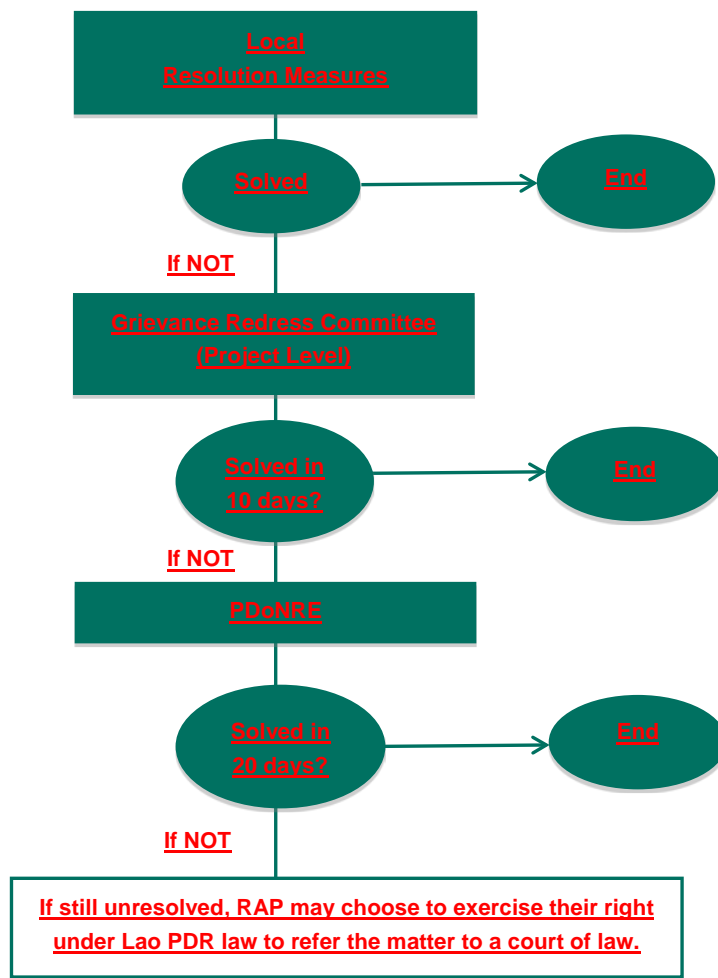 Local
Resolution Measures
Solved
End
If NOT
Grievance Redress Committee
(Project Level)
Solved in
10 days?
End
If NOT
PDoNRE
Solved in
20 days?
End
If NOT
If still unresolved, RAP may choose to exercise their right
under Lao PDR law to refer the matter to a court of law.